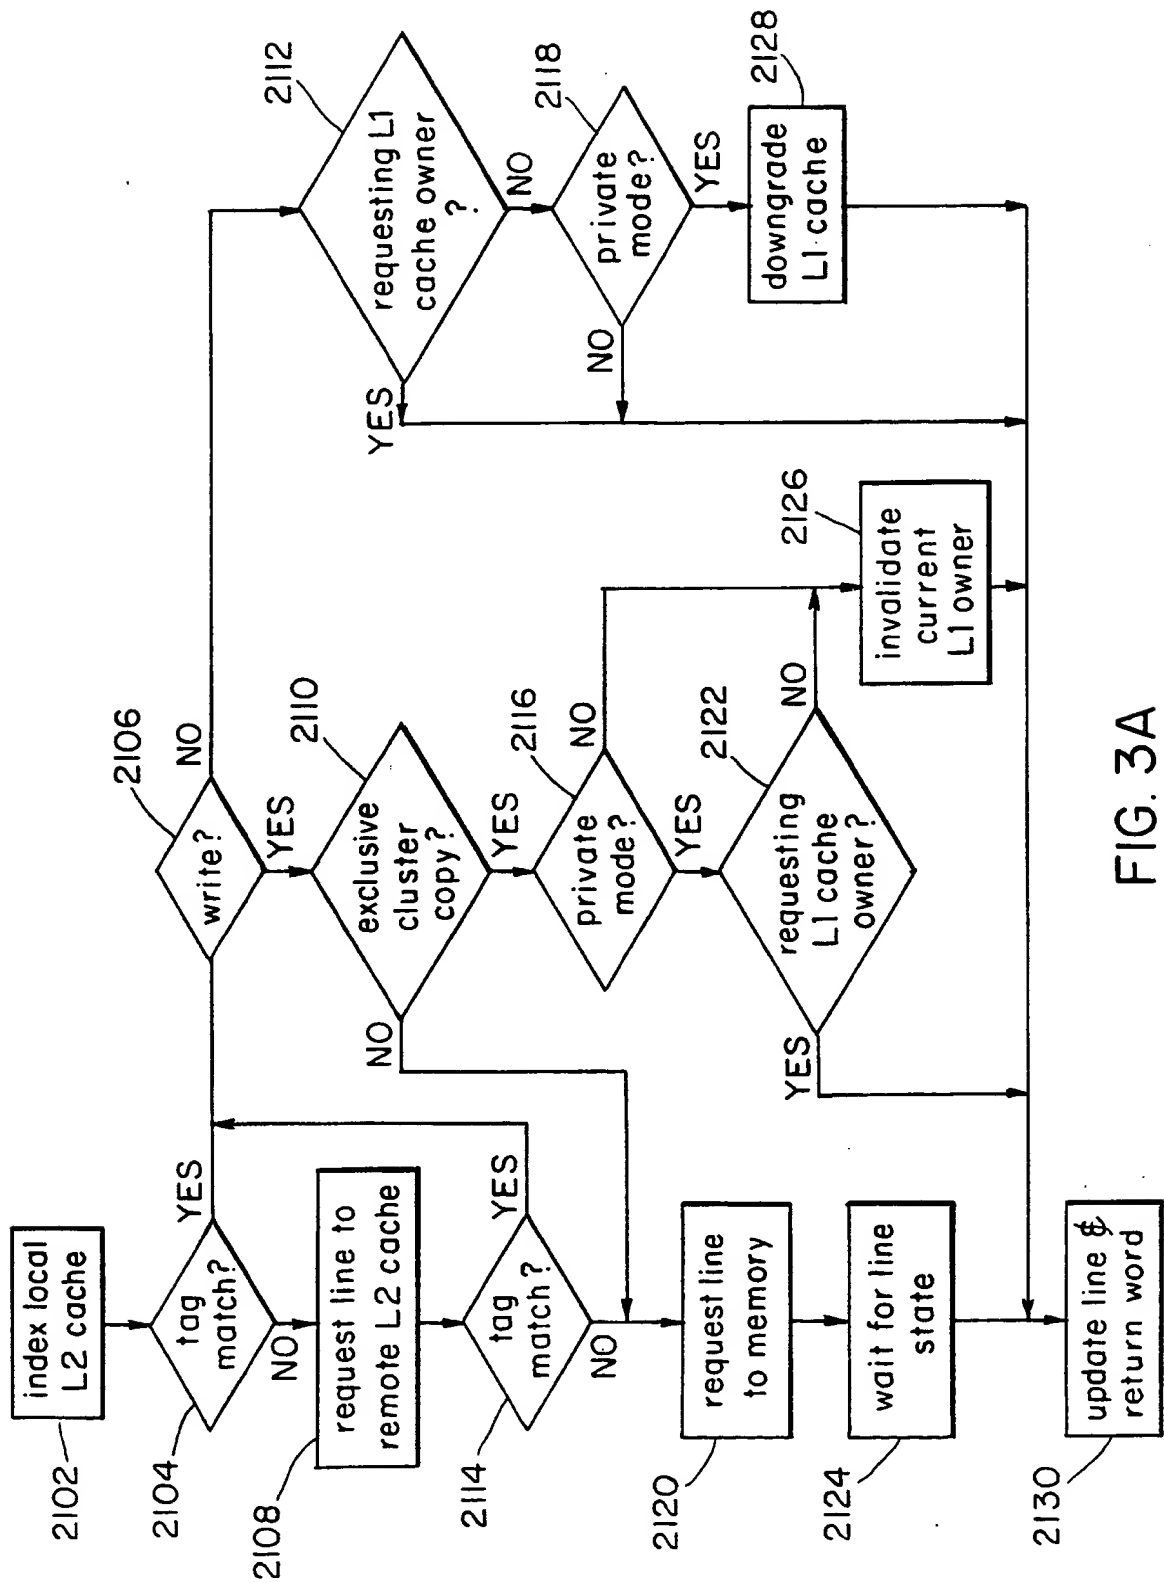 2102
index local
L2 cache
2104
tag
match?
YES
NO
2108
request line to
remote L2 cache
2114
tag
match?
YES
NO
2120
request line
to memory
2124
wait for line
state
2130
update line &
return word
2106
write?
NO
YES
2110
exclusive
cluster
copy?
NO
YES
2116
private
mode?
NO
YES
2122
requesting
L1 cache
owner?
YES
NO
2126
invalidate
current
L1 owner
2112
requesting L1
cache owner
?
YES
NO
2118
private
mode?
NO
YES
2128
downgrade
L1 cache
FIG. 3A